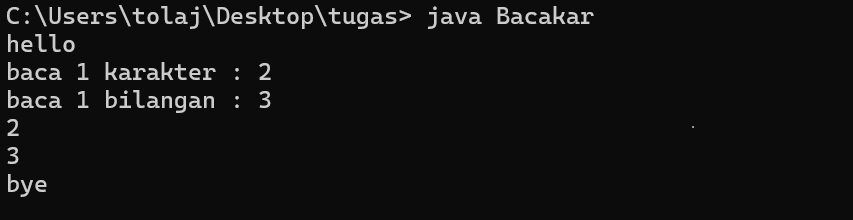 C:\Users\tolaj\Desktop\tugas> java Bacakar
hello
baca 1 karakter : 2
baca 1 bilangan : 3
2
3
bye